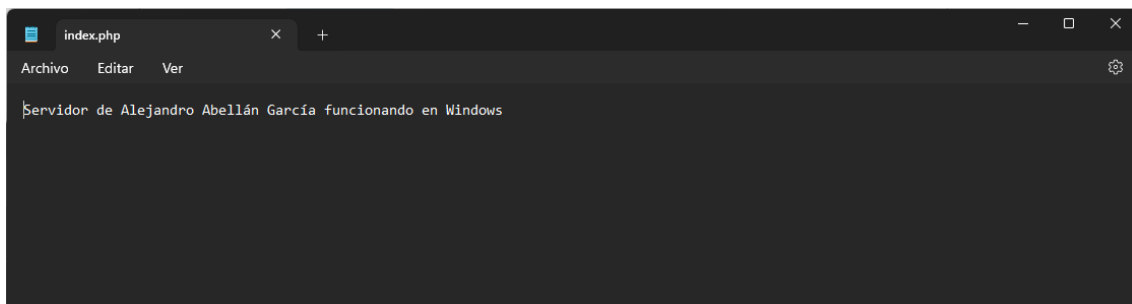 index.php
Archivo Editar Ver
Servidor de Alejandro Abellán García funcionando en Windows